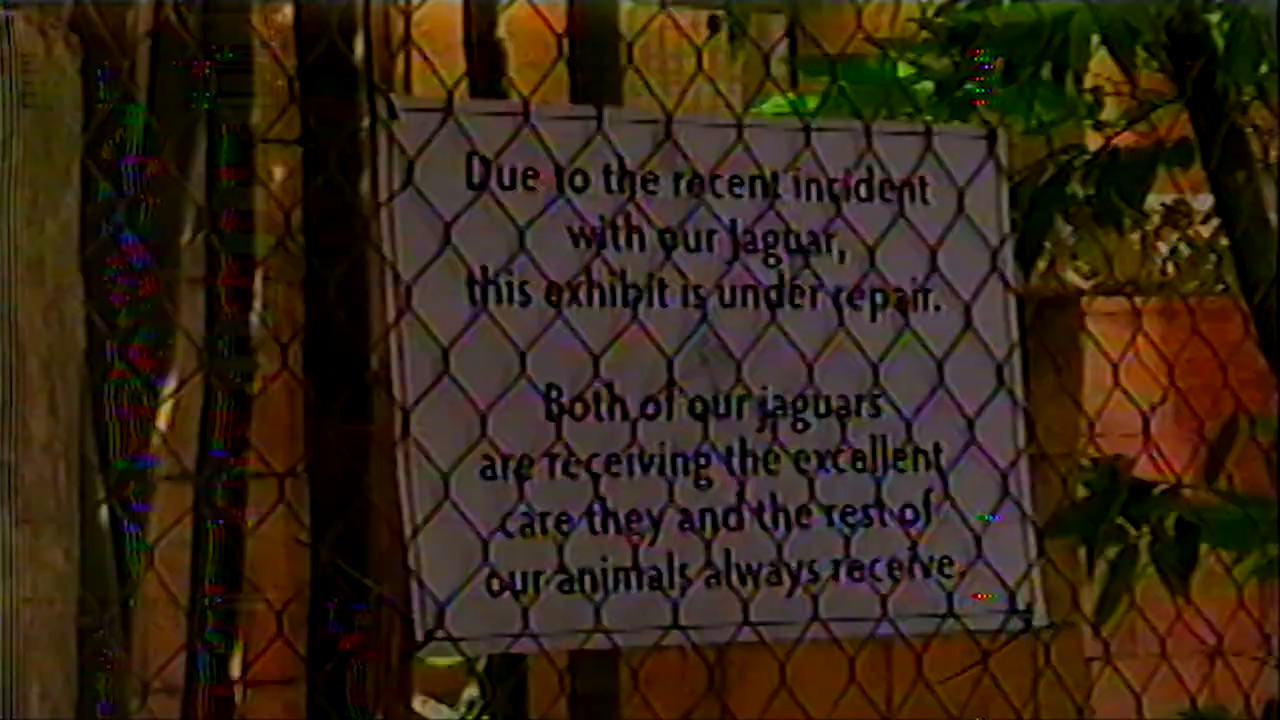 Due to the recent incident
with our Jaguar,
this exhibit is under repair.
Both of our jaguars
are receiving the excellent
care they and the rest of
our animals always receive.